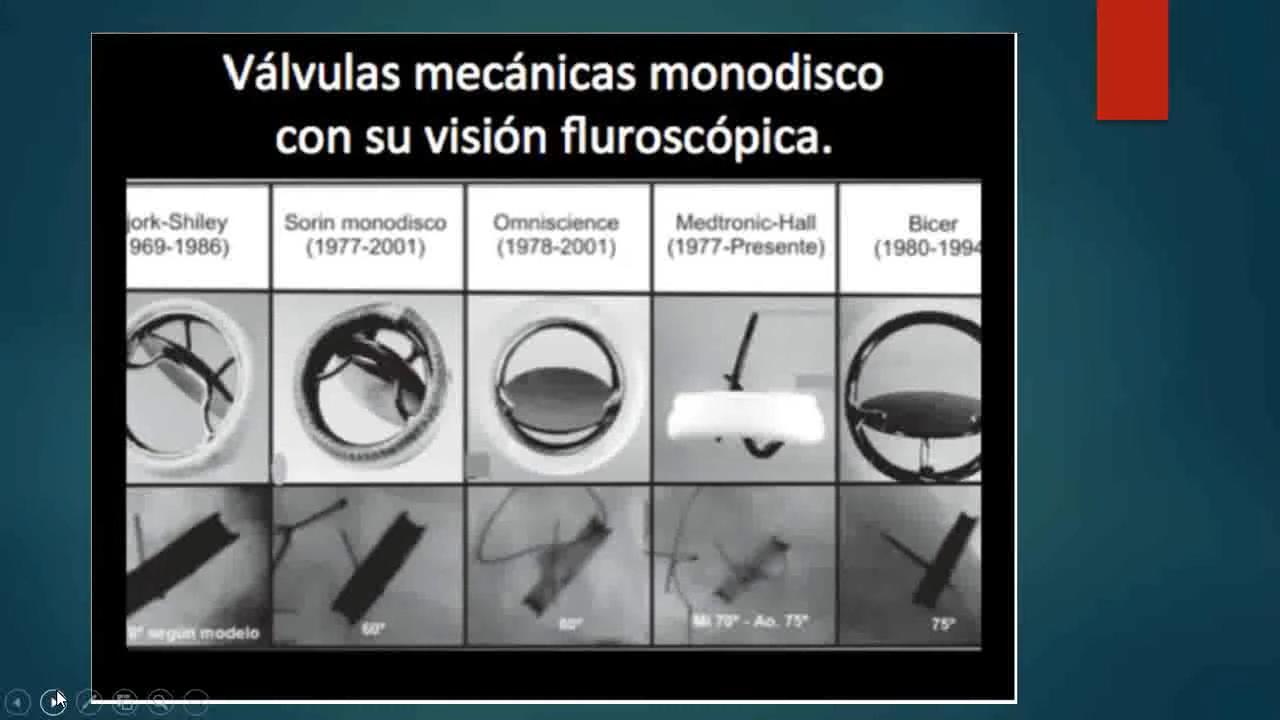 Válvulas mecánicas monodisco
con su visión fluroscópica.
jork-Shiley
969-1986)
Sorin monodisco
(1977-2001)
Omniscience
(1978-2001)
Medtronic-Hall
(1977-Presente)
Bicer
(1980-1994
según modelo
60°
Mi 70° - Ao. 75°
75°